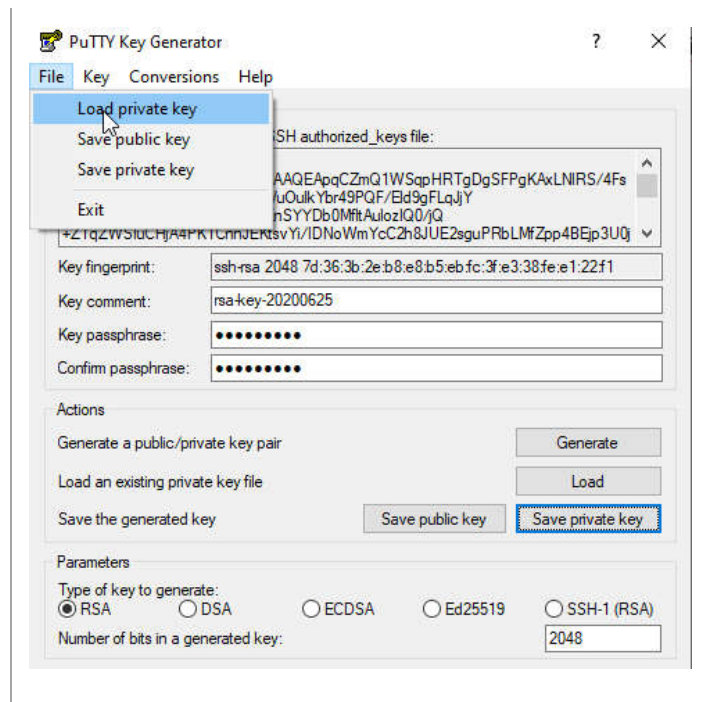 PuTTY Key Generator
? ×
File Key Conversions Help
Load private key
Save public key
Save private key
Exit
SH authorized_keys file:
AAQEApqCZmQ1WSqpHRTgDgSFPgKAxLNIRS/4Fs
uOulkYbr49PQF/Eld9gFLqJjY
nSYYDb0MfltAulozIQ0/jQ
Key fingerprint: ssh-rsa 2048 7d:36:3b:2e:b8:e8:b5:eb:fc:3f:e3:38:fe:e1:22:f1
Key comment: rsa-key-20200625
Key passphrase: •••••••••
Confirm passphrase: •••••••••
Actions
Generate a public/private key pair
Generate
Load an existing private key file
Load
Save the generated key
Save public key
Save private key
Parameters
Type of key to generate:
RSA DSA ECDSA Ed25519 SSH-1 (RSA)
Number of bits in a generated key: 2048